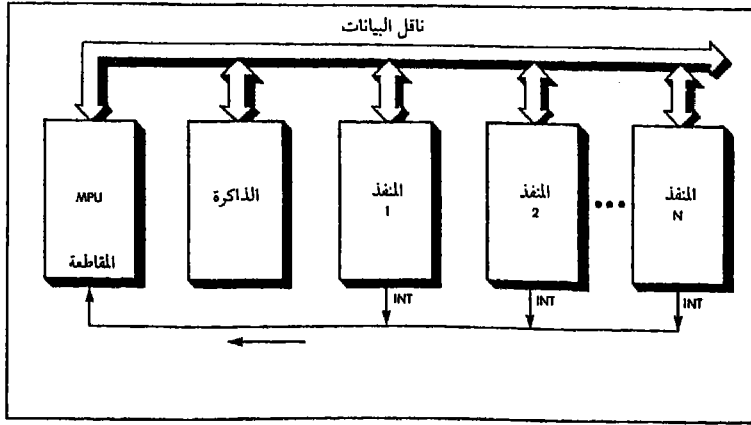 ناقل البيانات
MPU
المقاطعة
الذاكرة
المنفذ
1
المنفذ
2
المنفذ
N
INT
INT
INT